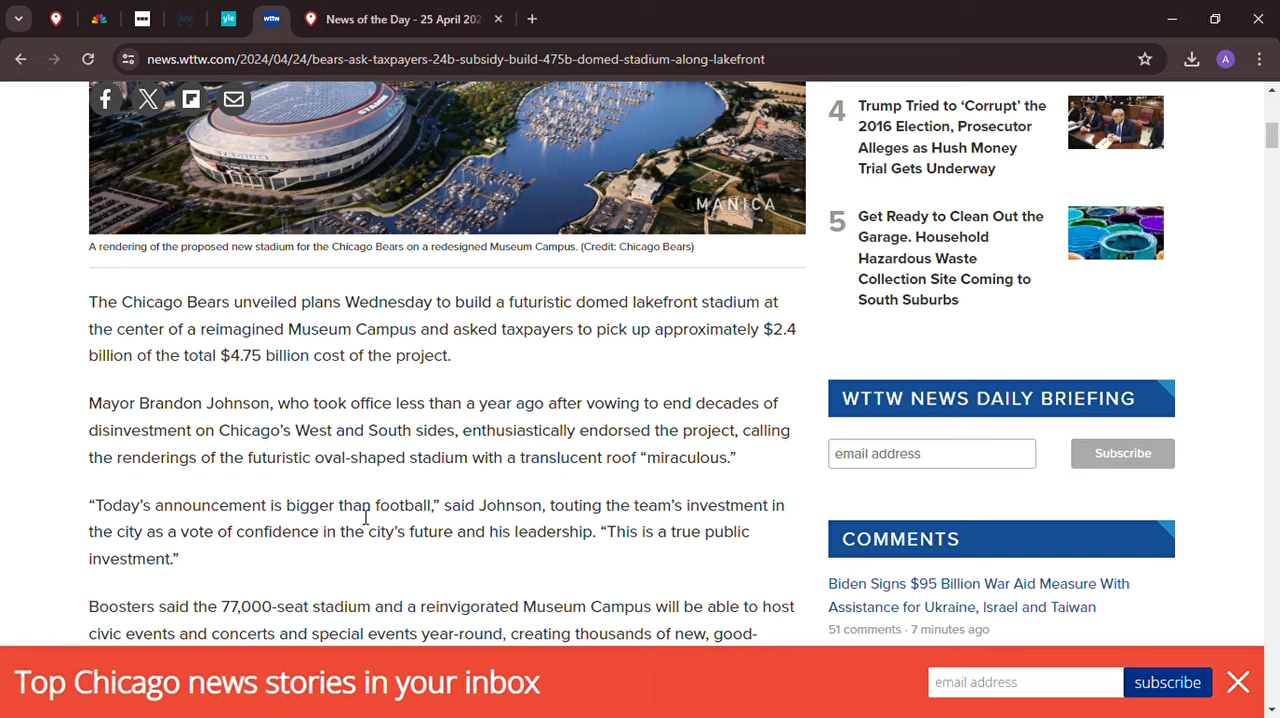 yle
wttw
News of the Day - 25 April 202
news.wttw.com/2024/04/24/bears-ask-taxpayers-24b-subsidy-build-475b-domed-stadium-along-lakefront
A
STADIUM
STADIUM
MANICA
A rendering of the proposed new stadium for the Chicago Bears on a redesigned Museum Campus. (Credit: Chicago Bears)
The Chicago Bears unveiled plans Wednesday to build a futuristic domed lakefront stadium at
the center of a reimagined Museum Campus and asked taxpayers to pick up approximately $2.4
billion of the total $4.75 billion cost of the project.
Mayor Brandon Johnson, who took office less than a year ago after vowing to end decades of
disinvestment on Chicago’s West and South sides, enthusiastically endorsed the project, calling
the renderings of the futuristic oval-shaped stadium with a translucent roof “miraculous.”
“Today’s announcement is bigger than football,” said Johnson, touting the team’s investment in
the city as a vote of confidence in the city’s future and his leadership. “This is a true public
investment.”
Boosters said the 77,000-seat stadium and a reinvigorated Museum Campus will be able to host
civic events and concerts and special events year-round, creating thousands of new, good-
4
Trump Tried to ‘Corrupt’ the
2016 Election, Prosecutor
Alleges as Hush Money
Trial Gets Underway
5
Get Ready to Clean Out the
Garage. Household
Hazardous Waste
Collection Site Coming to
South Suburbs
WTTW NEWS DAILY BRIEFING
email address
Subscribe
COMMENTS
Biden Signs $95 Billion War Aid Measure With
Assistance for Ukraine, Israel and Taiwan
51 comments · 7 minutes ago
Top Chicago news stories in your inbox
email address
subscribe